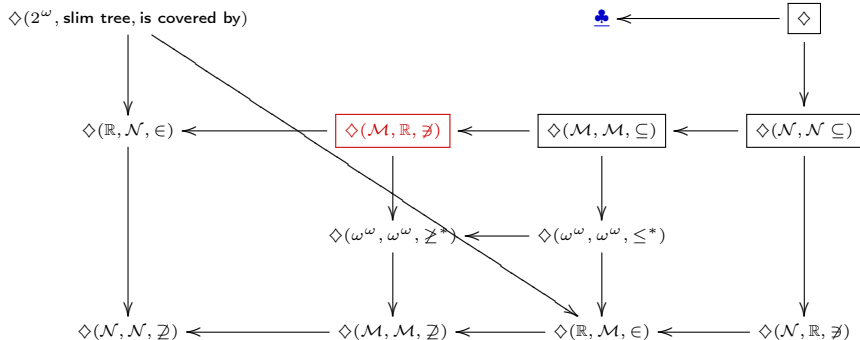 ♢(2^ω, slim tree, is covered by) ♣ ♢
♢(ℝ, 𝒩, ∈) ♢(ℳ, ℝ, ∌) ♢(ℳ, ℳ, ⊆) ♢(𝒩, 𝒩 ⊆)
♢(ω^ω, ω^ω, ≱*) ♢(ω^ω, ω^ω, ≤*)
♢(𝒩, 𝒩, ⊉) ♢(ℳ, ℳ, ⊉) ♢(ℝ, ℳ, ∈) ♢(𝒩, ℝ, ∌)